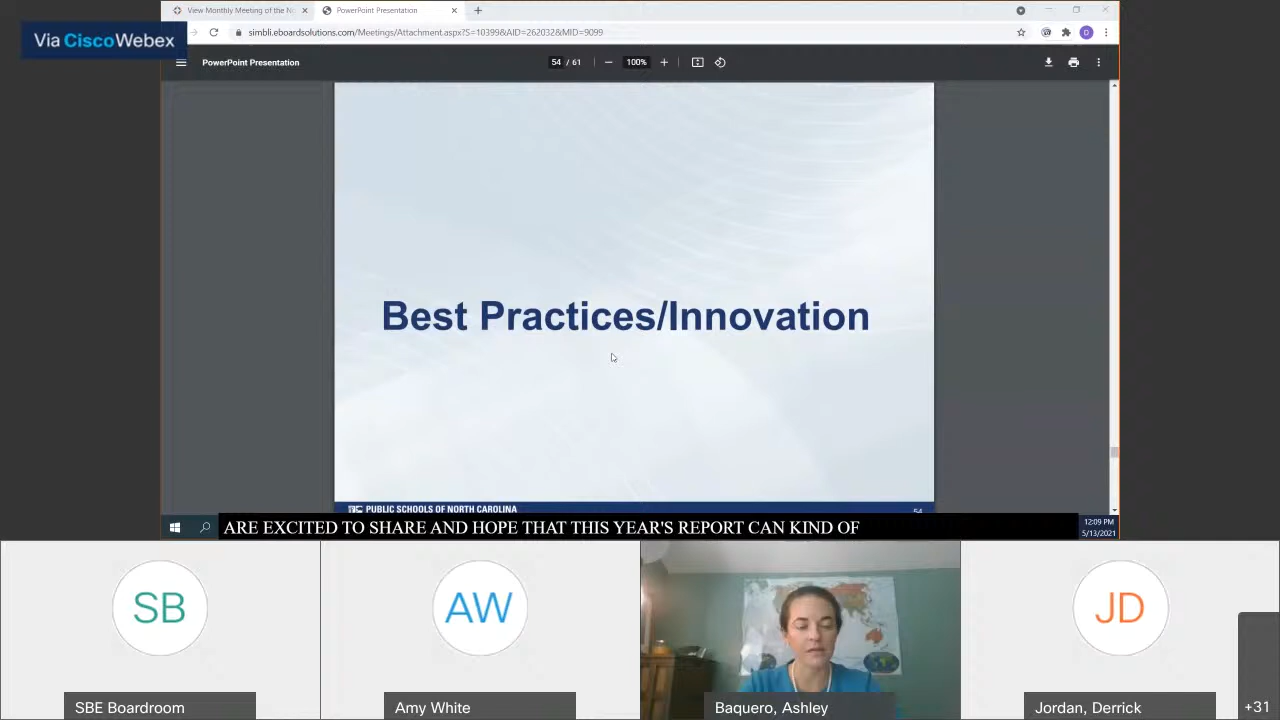 View Monthly Meeting of the N
PowerPoint Presentation
Via CiscoWebex
simbli.eboardsolutions.com/Meetings/Attachment.aspx?S=10399&AID=262032&MID=9099
D
PowerPoint Presentation
54 / 61
100%
Best Practices/Innovation
PUBLIC SCHOOLS OF NORTH CAROLINA
54
ARE EXCITED TO SHARE AND HOPE THAT THIS YEAR'S REPORT CAN KIND OF
12:09 PM
5/13/2021
SB
AW
JD
SBE Boardroom
Amy White
Baquero, Ashley
Jordan, Derrick
+31